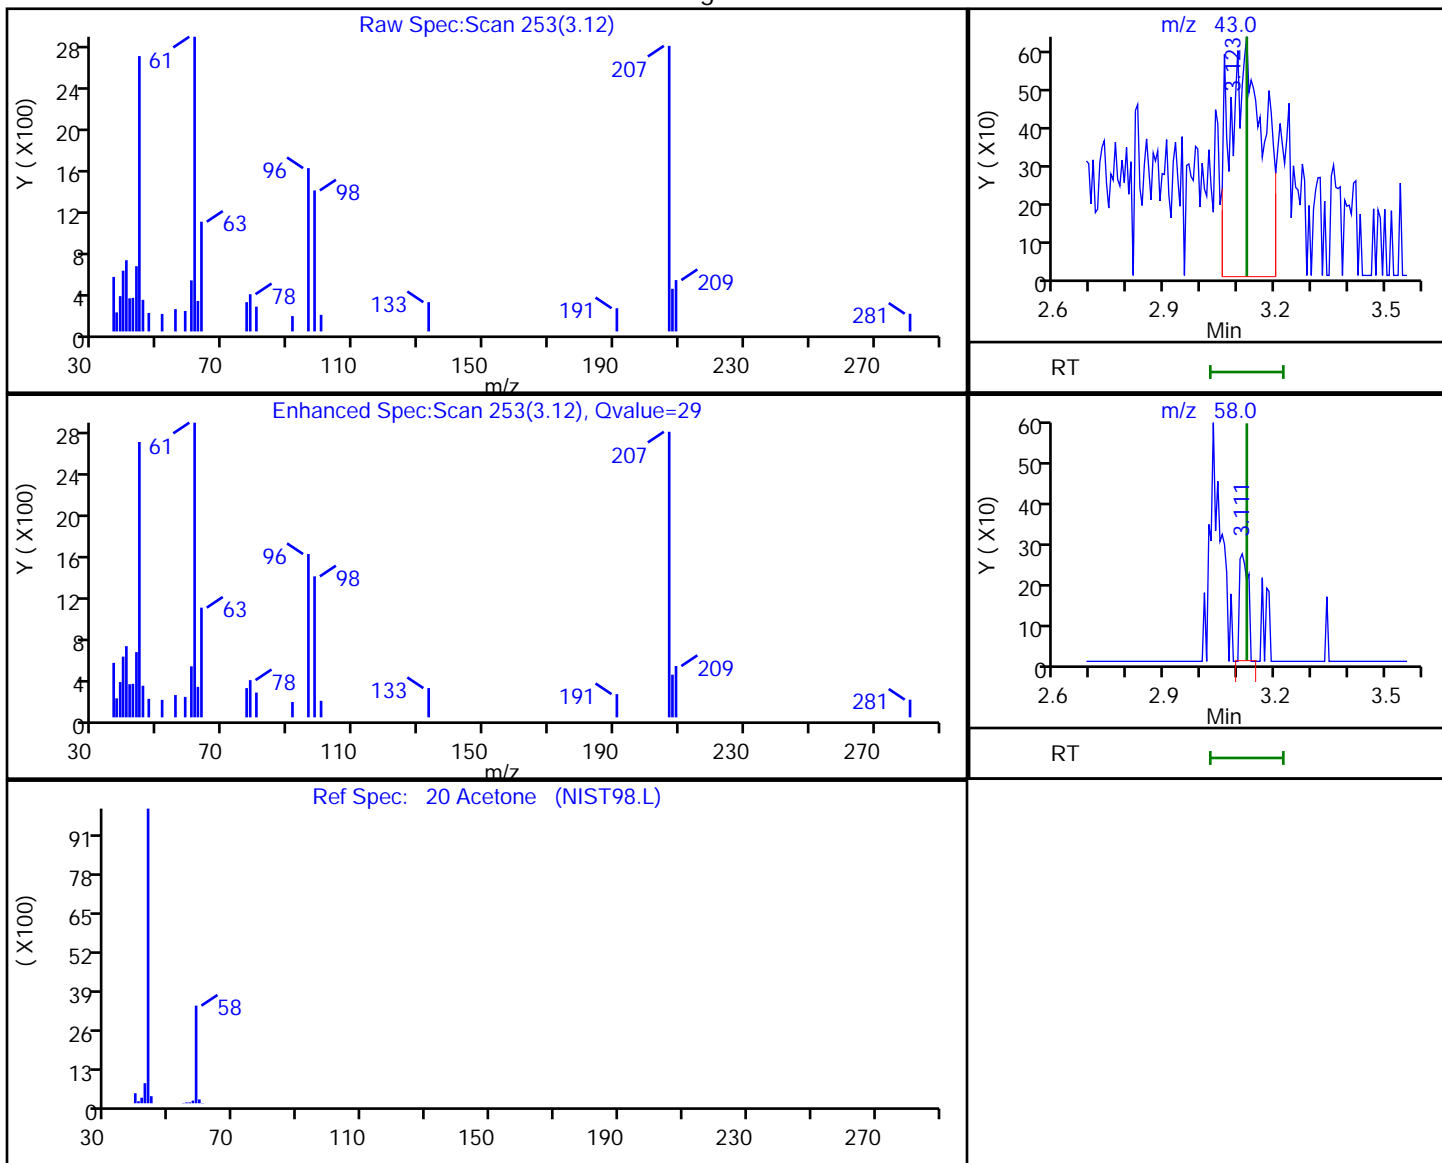 Raw Spec:Scan 253(3.12)
Y ( X100)
28
24
20
16
12
8
4
0
61
207
96
98
63
78
133
191
209
281
30 70 110 150 190 230 270
m/z
m/z 43.0
Y ( X10)
60
50
40
30
20
10
0
3.123
2.6 2.9 3.2 3.5
Min
RT
Enhanced Spec:Scan 253(3.12), Qvalue=29
Y ( X100)
28
24
20
16
12
8
4
0
61
207
96
98
63
78
133
191
209
281
30 70 110 150 190 230 270
m/z
m/z 58.0
Y ( X10)
60
50
40
30
20
10
0
3.111
2.6 2.9 3.2 3.5
Min
RT
Ref Spec: 20 Acetone (NIST98.L)
( X100)
91
78
65
52
39
26
13
0
58
30 70 110 150 190 230 270